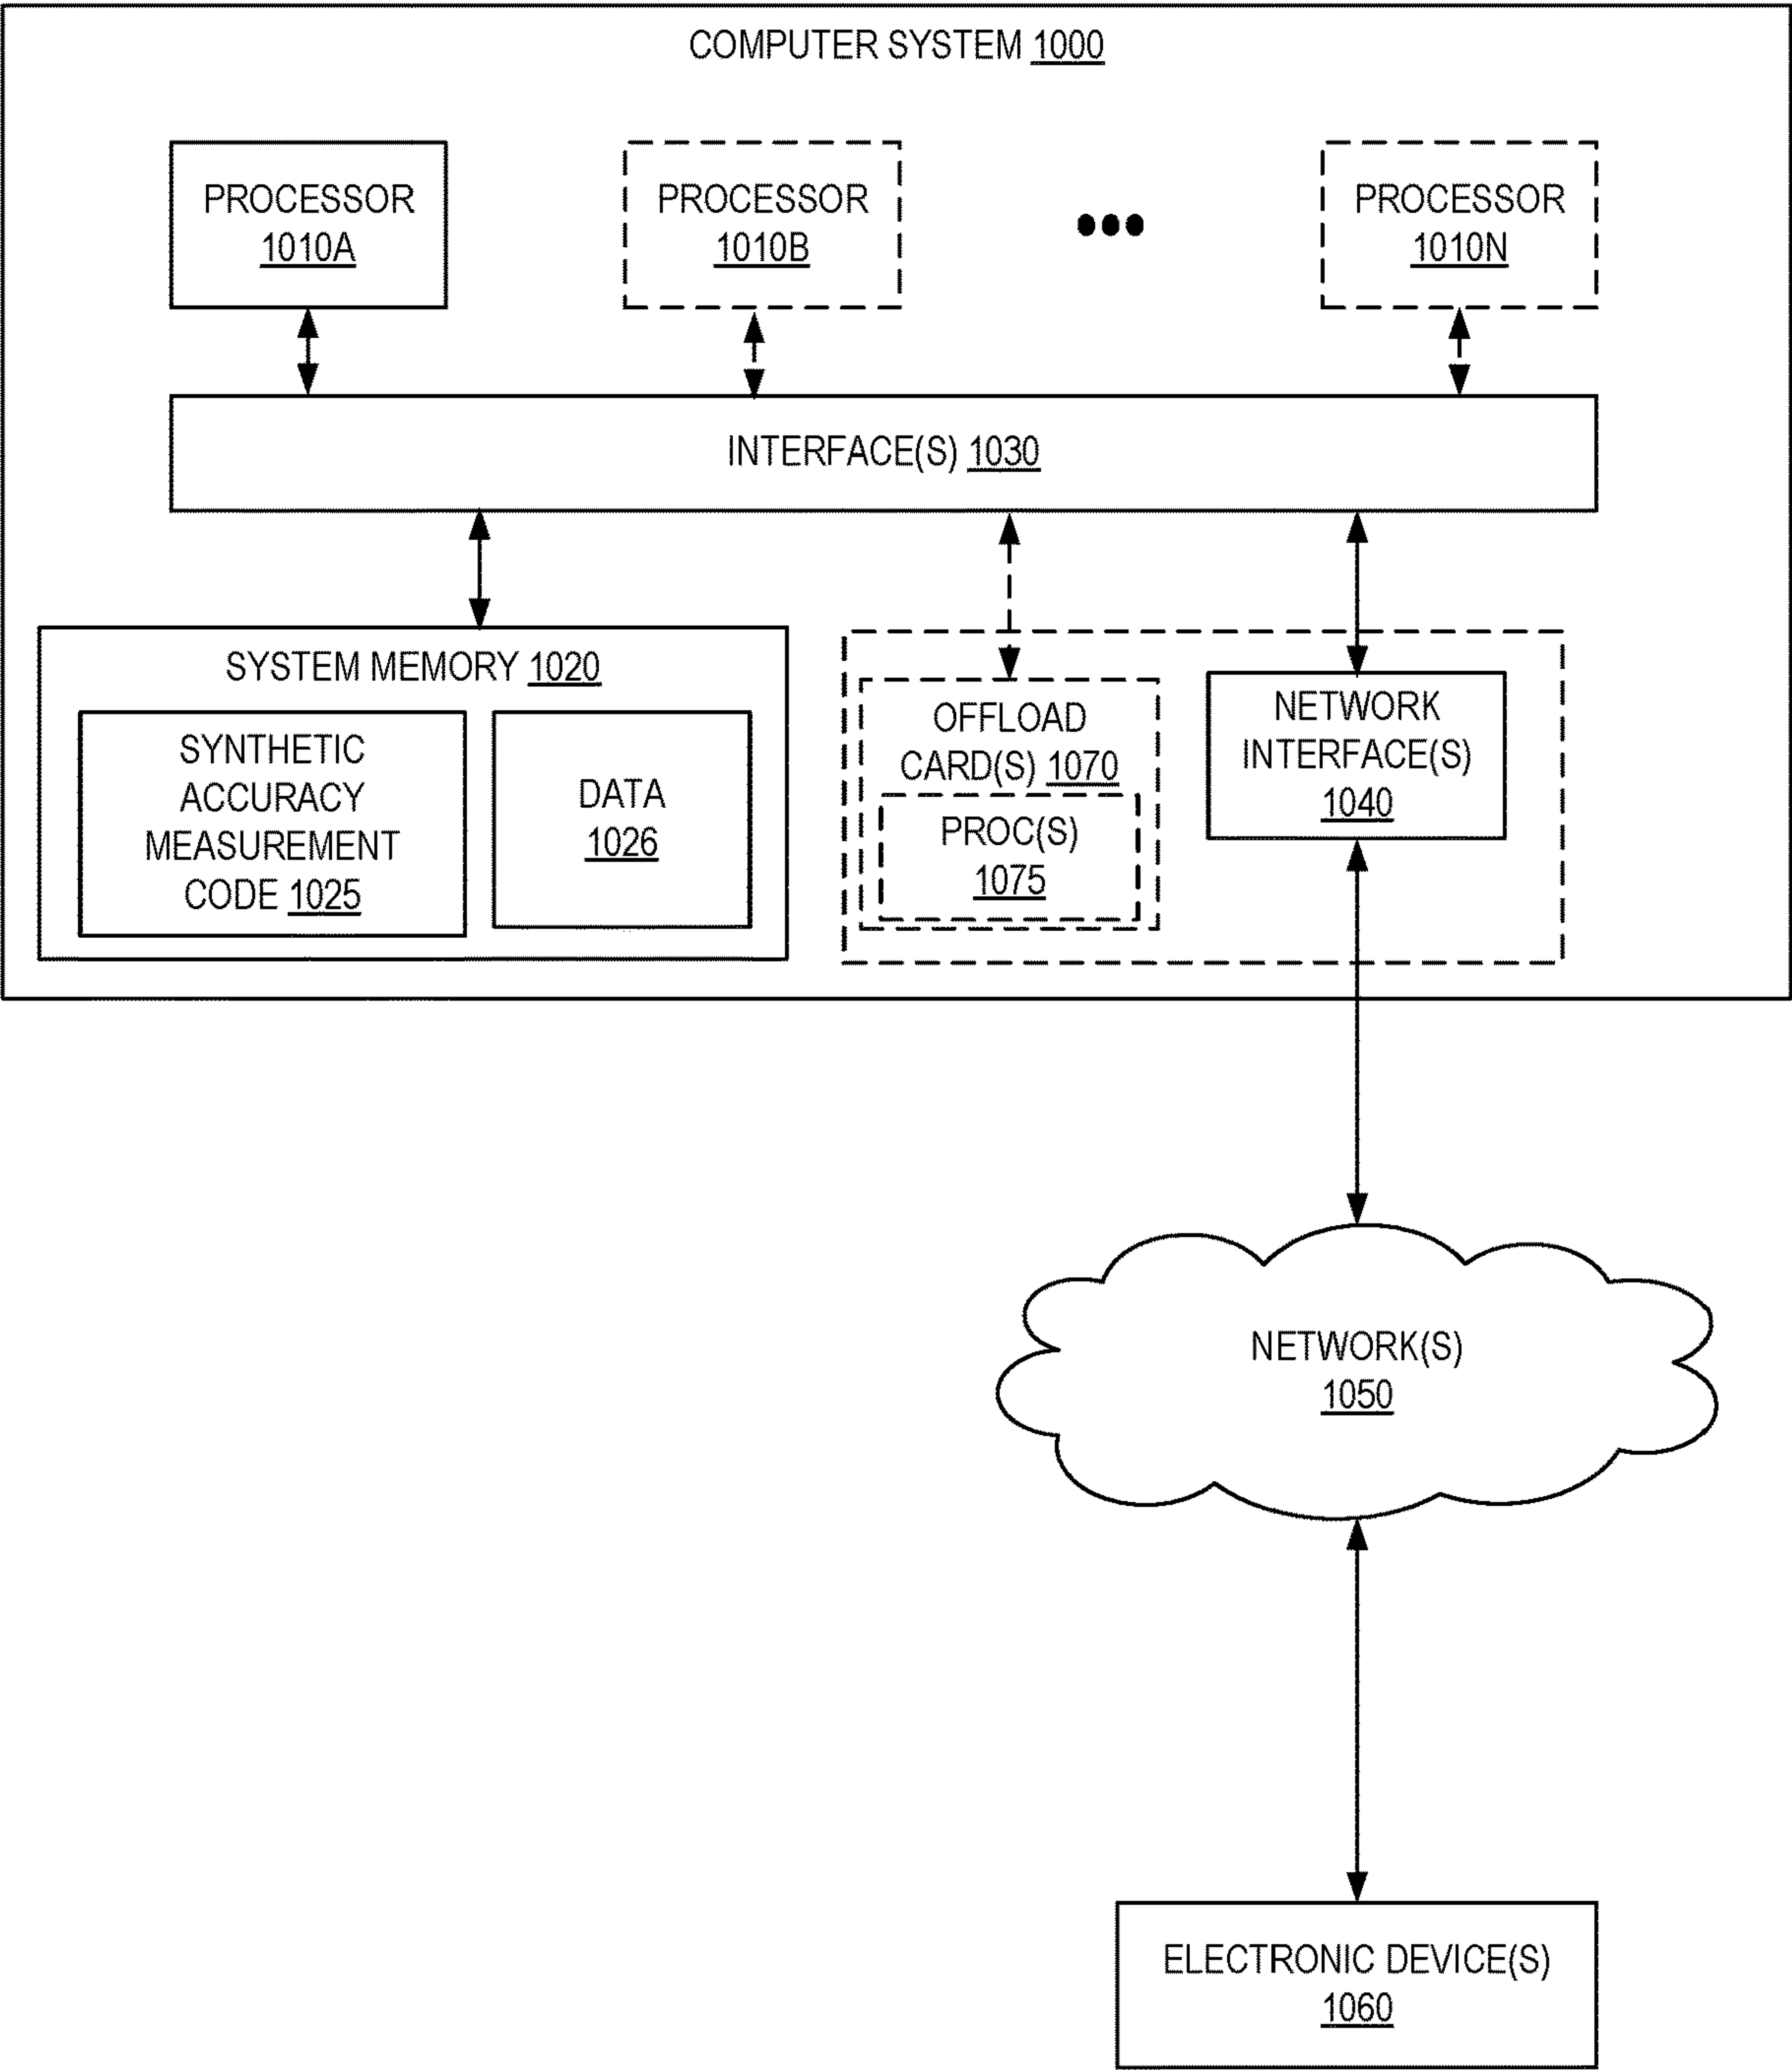 COMPUTER SYSTEM 1000
PROCESSOR
1010A
PROCESSOR
1010B
PROCESSOR
1010N
INTERFACE(S) 1030
SYSTEM MEMORY 1020
SYNTHETIC
ACCURACY
MEASUREMENT
CODE 1025
DATA
1026
OFFLOAD
CARD(S) 1070
PROC(S)
1075
NETWORK
INTERFACE(S)
1040
NETWORK(S)
1050
ELECTRONIC DEVICE(S)
1060